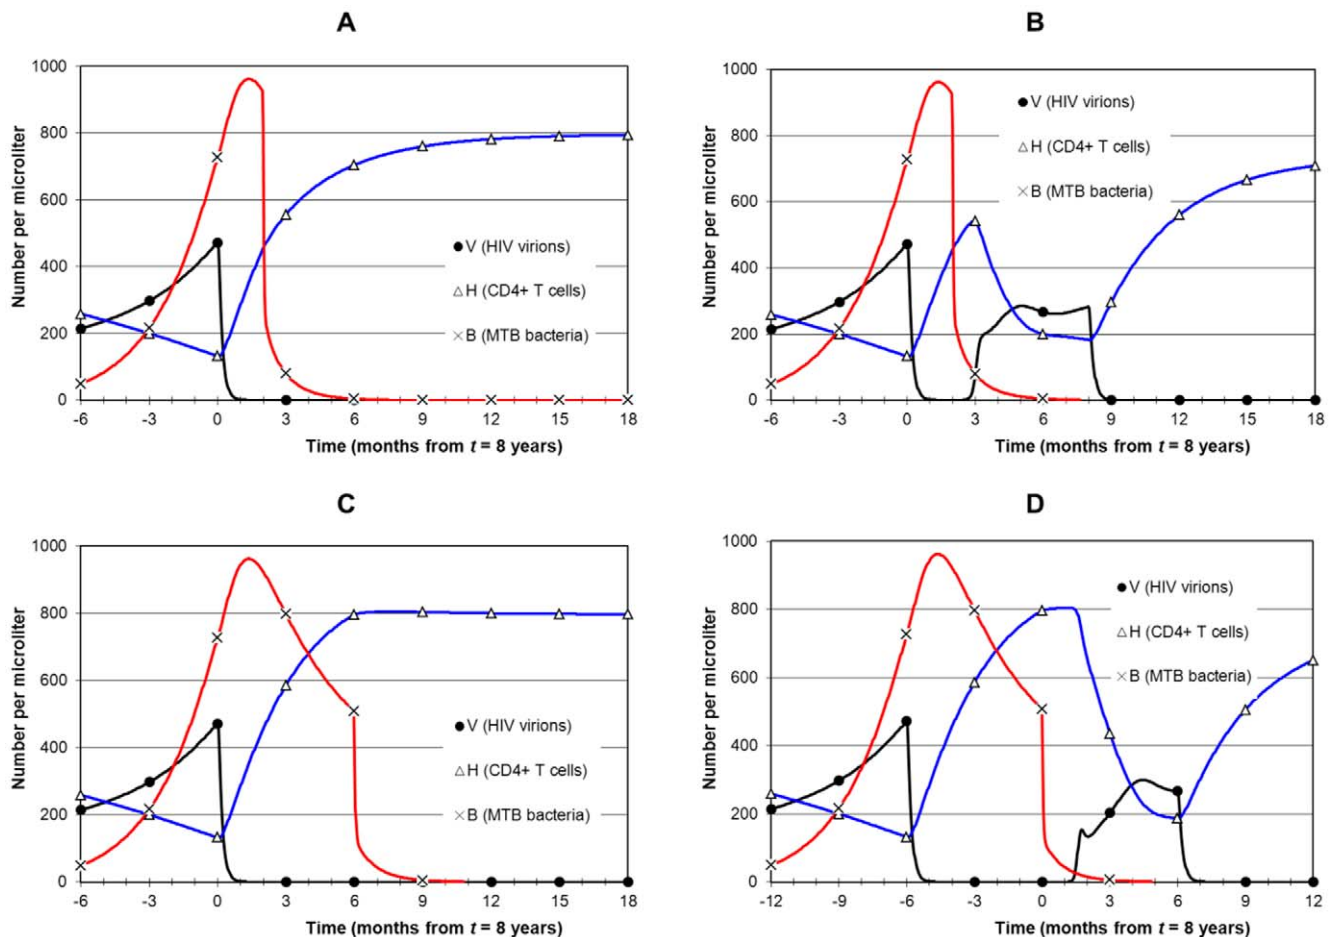 A
Number per microliter
1000
800
600
400
200
0
-6 -3 0 3 6 9 12 15 18
Time (months from t = 8 years)
V (HIV virions)
H (CD4+ T cells)
B (MTB bacteria)
B
Number per microliter
1000
800
600
400
200
0
-6 -3 0 3 6 9 12 15 18
Time (months from t = 8 years)
V (HIV virions)
H (CD4+ T cells)
B (MTB bacteria)
C
Number per microliter
1000
800
600
400
200
0
-6 -3 0 3 6 9 12 15 18
Time (months from t = 8 years)
V (HIV virions)
H (CD4+ T cells)
B (MTB bacteria)
D
Number per microliter
1000
800
600
400
200
0
-12 -9 -6 -3 0 3 6 9 12
Time (months from t = 8 years)
V (HIV virions)
H (CD4+ T cells)
B (MTB bacteria)